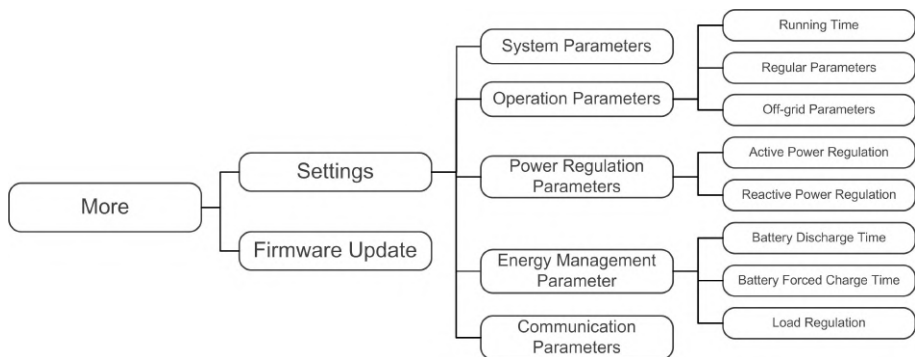 More
Settings
Firmware Update
System Parameters
Operation Parameters
Running Time
Regular Parameters
Off-grid Parameters
Power Regulation
Parameters
Active Power Regulation
Reactive Power Regulation
Energy Management
Parameter
Battery Discharge Time
Battery Forced Charge Time
Load Regulation
Communication
Parameters